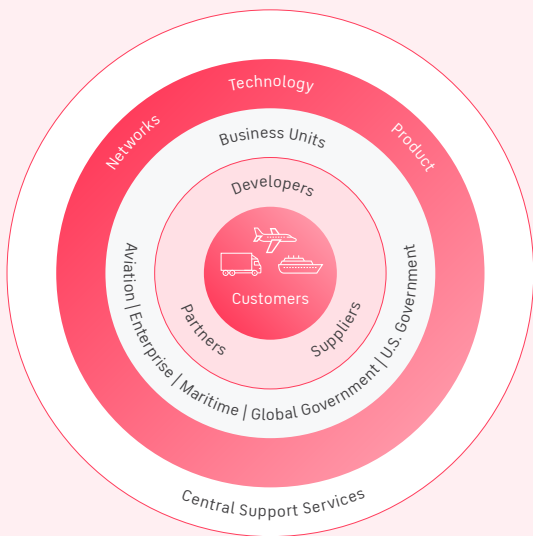 Technology
Networks
Product
Business Units
Developers
Customers
Partners
Suppliers
Aviation | Enterprise | Maritime | Global Government | U.S. Government
Central Support Services